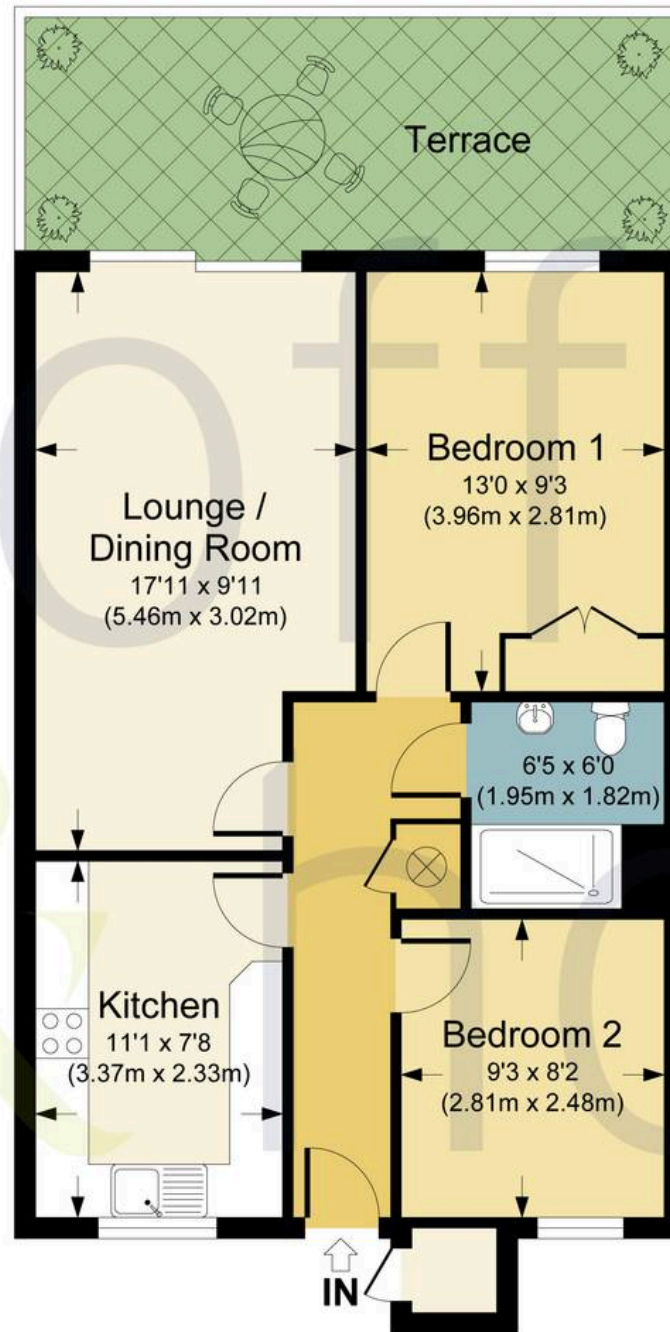 Terrace
Bedroom 1
13'0 x 9'3
(3.96m x 2.81m)
Lounge /
Dining Room
17'11 x 9'11
(5.46m x 3.02m)
6'5 x 6'0
(1.95m x 1.82m)
Kitchen
11'1 x 7'8
(3.37m x 2.33m)
Bedroom 2
9'3 x 8'2
(2.81m x 2.48m)
IN